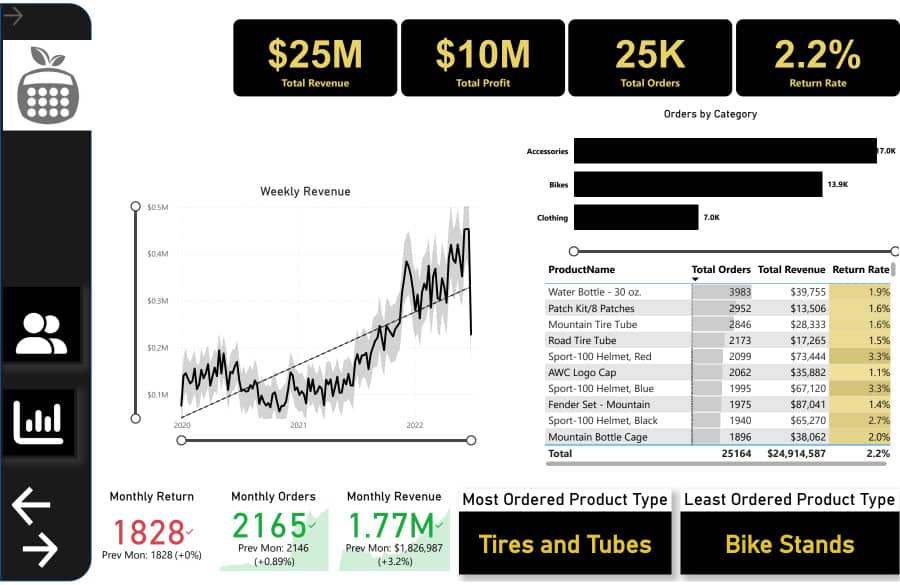 $25M
Total Revenue
$10M
Total Profit
25K
Total Orders
2.2%
Return Rate
Orders by Category
Accessories
7.0K
Bikes
13.9K
Clothing
7.0K
Weekly Revenue
$0.5M
$0.4M
$0.3M
$0.2M
$0.1M
2020 2021 2022
ProductName Total Orders Total Revenue Return Rate
Water Bottle - 30 oz. 3983 $39,755 1.9%
Patch Kit/8 Patches 2952 $13,506 1.6%
Mountain Tire Tube 2846 $28,333 1.6%
Road Tire Tube 2173 $17,265 1.5%
Sport-100 Helmet, Red 2099 $73,444 3.3%
AWC Logo Cap 2062 $35,882 1.1%
Sport-100 Helmet, Blue 1995 $67,120 3.3%
Fender Set - Mountain 1975 $87,041 1.4%
Sport-100 Helmet, Black 1940 $65,270 2.7%
Mountain Bottle Cage 1896 $38,062 2.0%
Total 25164 $24,914,587 2.2%
Monthly Return
1828
Prev Mon: 1828 (+0%)
Monthly Orders
2165
Prev Mon: 2146
(+0.89%)
Monthly Revenue
1.77M
Prev Mon: $1,826,987
(+3.2%)
Most Ordered Product Type
Tires and Tubes
Least Ordered Product Type
Bike Stands